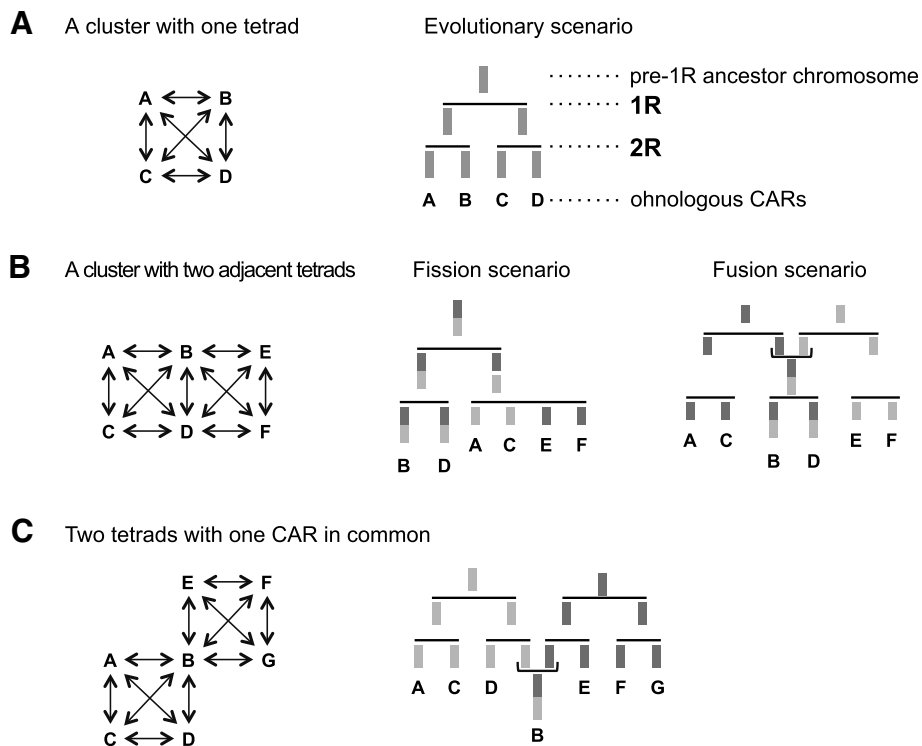 A A cluster with one tetrad Evolutionary scenario
pre-1R ancestor chromosome
A B 1R
2R
C D
A B C D ohnologous CARs
B A cluster with two adjacent tetrads Fission scenario Fusion scenario
A B E
C D F
A C E F
B D
A C E F
B D
C Two tetrads with one CAR in common
E F
A B G
C D
A C D E F G
B